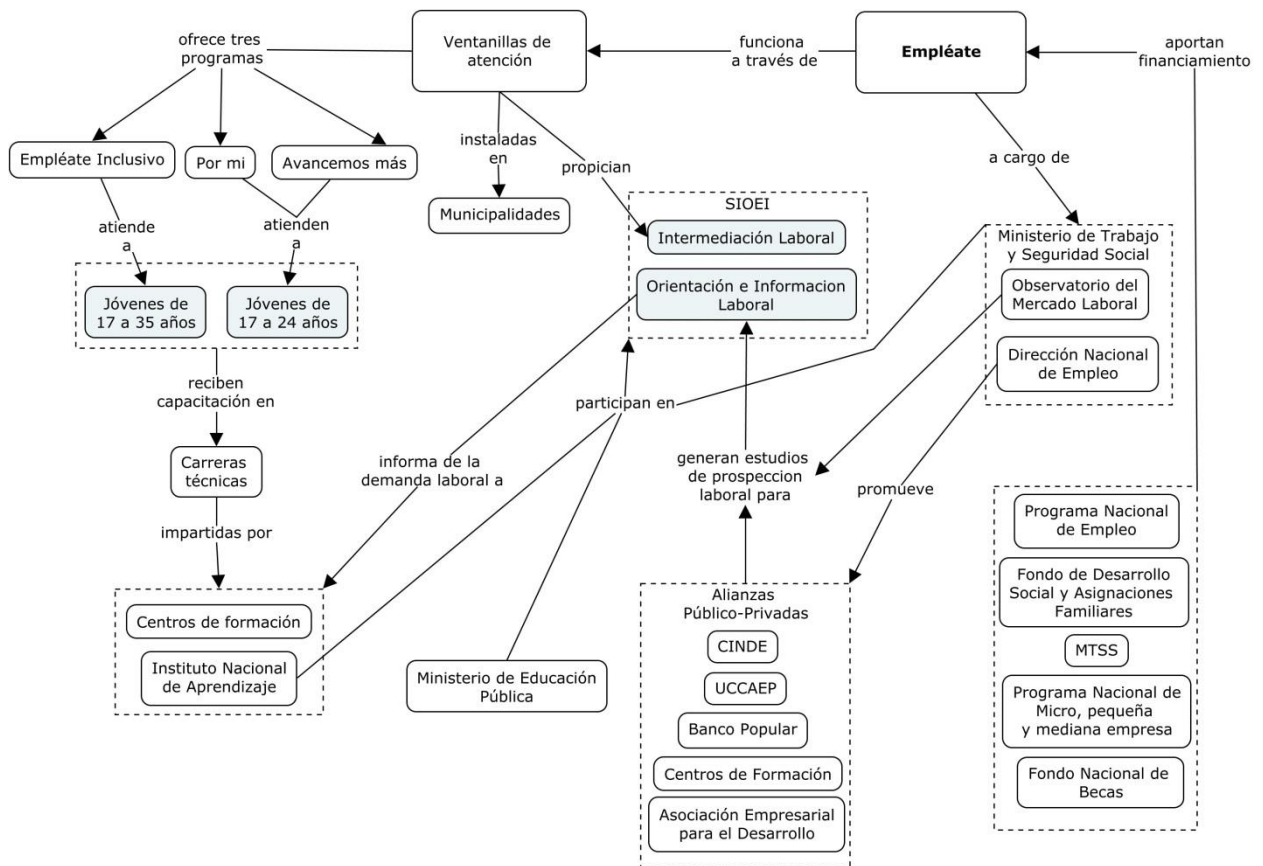 ofrece tres
programas
Ventanillas de
atención
funciona
a través de
Empléate
aportan
financiamiento
Empléate Inclusivo
Por mi
Avancemos más
instaladas
en
propician
a cargo de
Municipalidades
SIOEI
Intermediación Laboral
Orientación e Informacion
Laboral
Ministerio de Trabajo
y Seguridad Social
Observatorio del
Mercado Laboral
Dirección Nacional
de Empleo
atiende
a
atienden
a
Jóvenes de
17 a 35 años
Jóvenes de
17 a 24 años
reciben
capacitación en
participan en
Carreras
técnicas
informa de la
demanda laboral a
generan estudios
de prospeccion
laboral para
promueve
impartidas por
Centros de formación
Instituto Nacional
de Aprendizaje
Ministerio de Educación
Pública
Alianzas
Público-Privadas
CINDE
UCCAEP
Banco Popular
Centros de Formación
Asociación Empresarial
para el Desarrollo
Programa Nacional
de Empleo
Fondo de Desarrollo
Social y Asignaciones
Familiares
MTSS
Programa Nacional de
Micro, pequeña
y mediana empresa
Fondo Nacional de
Becas